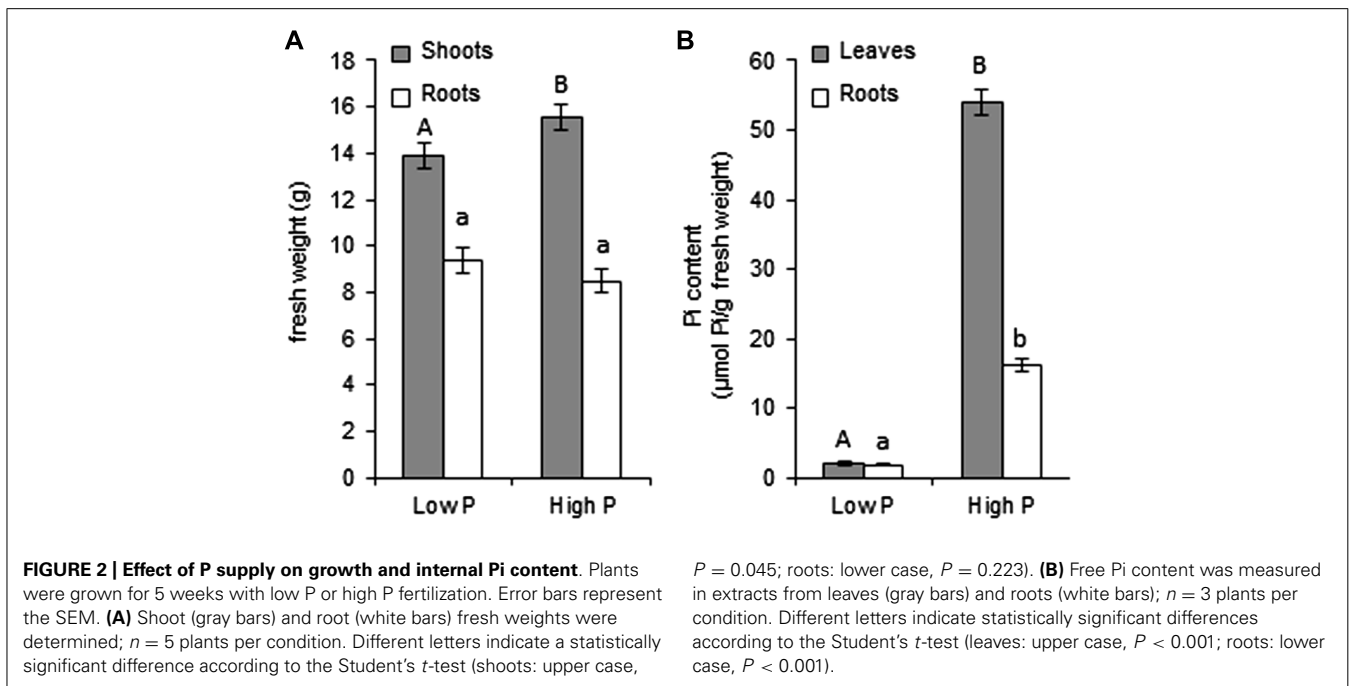 A
18
16
14
12
10
8
6
4
2
0
fresh weight (g)
Shoots
Roots
A
a
B
a
Low P
High P
B
60
50
40
30
20
10
0
Pi content
(µmol Pi/g fresh weight)
Leaves
Roots
A
a
B
b
Low P
High P
FIGURE 2 | Effect of P supply on growth and internal Pi content. Plants
were grown for 5 weeks with low P or high P fertilization. Error bars represent
the SEM. (A) Shoot (gray bars) and root (white bars) fresh weights were
determined; n = 5 plants per condition. Different letters indicate a statistically
significant difference according to the Student's t-test (shoots: upper case,
P = 0.045; roots: lower case, P = 0.223). (B) Free Pi content was measured
in extracts from leaves (gray bars) and roots (white bars); n = 3 plants per
condition. Different letters indicate statistically significant differences
according to the Student's t-test (leaves: upper case, P < 0.001; roots: lower
case, P < 0.001).